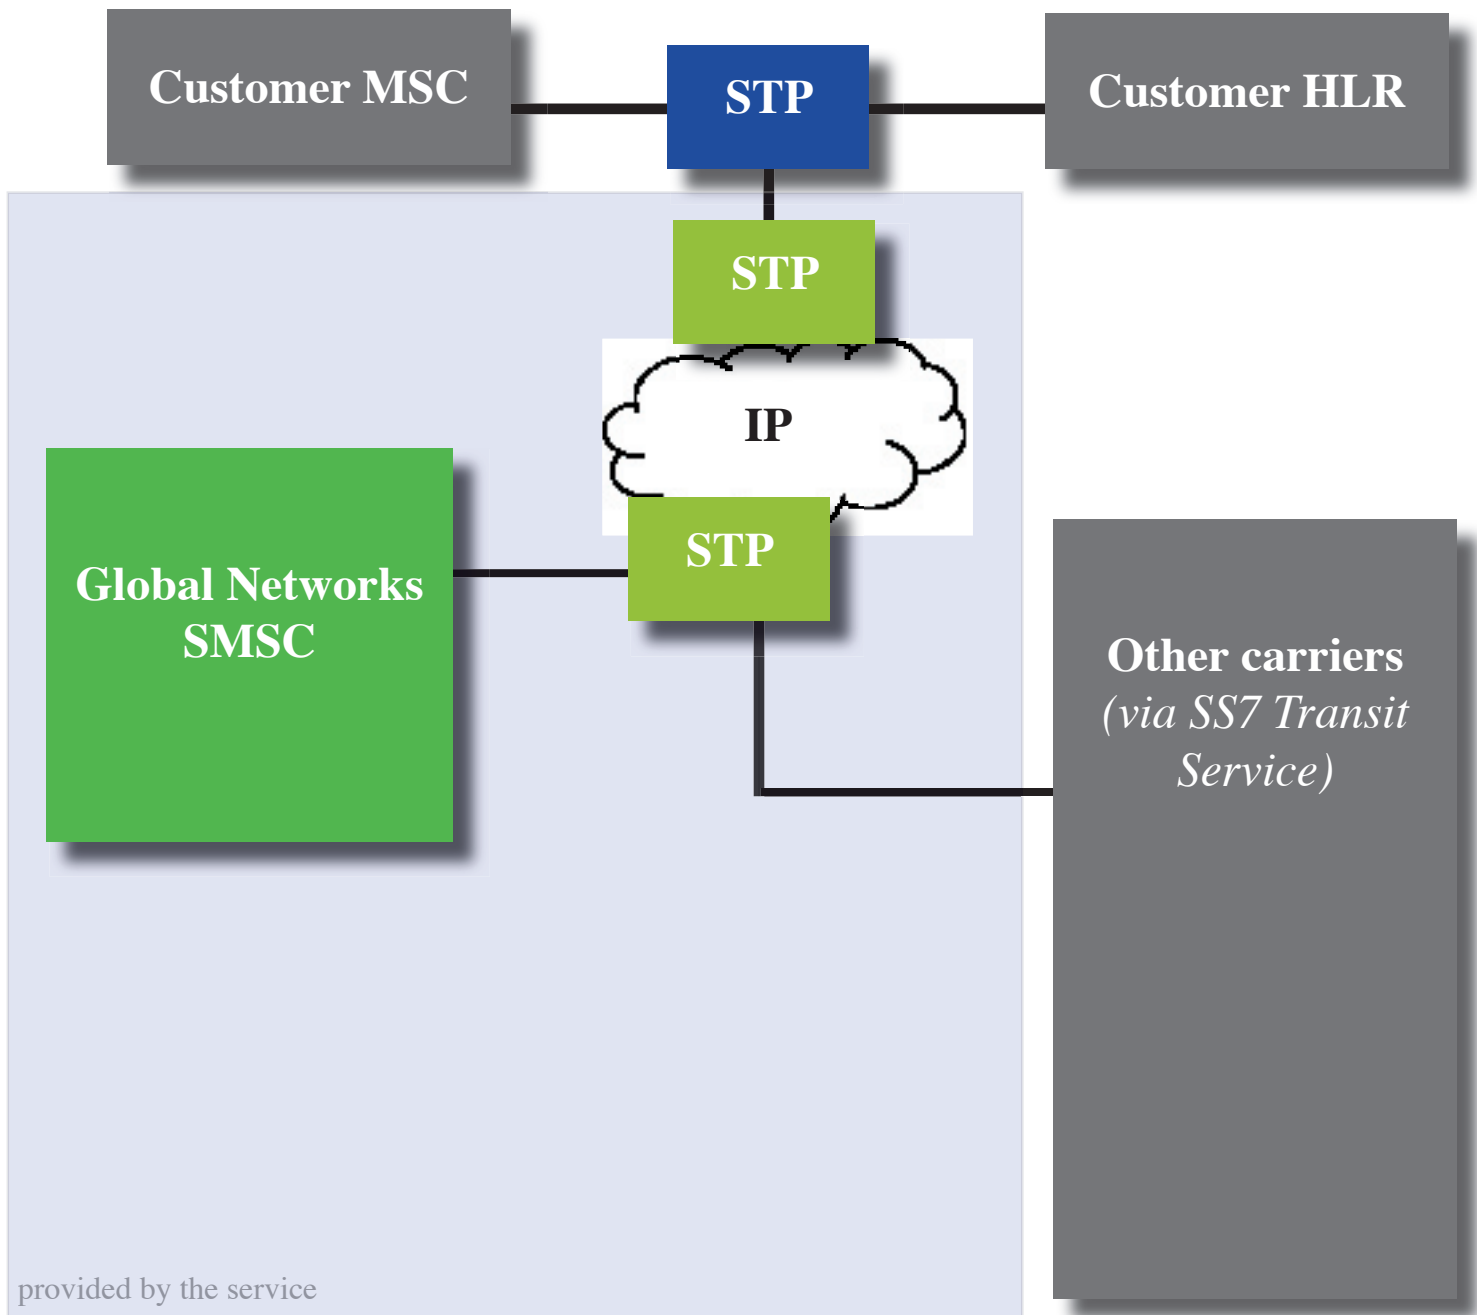 Customer MSC
STP
Customer HLR
STP
IP
STP
Global Networks
SMSC
Other carriers
(via SS7 Transit
Service)
provided by the service